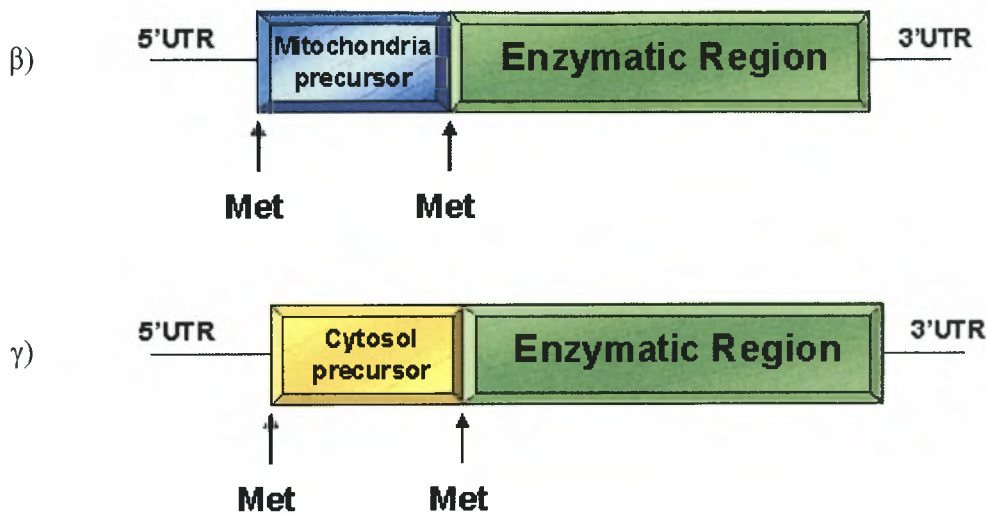 β)
5'UTR
Mitochondria
precursor
Enzymatic Region
3'UTR
Met
Met
γ)
5'UTR
Cytosol
precursor
Enzymatic Region
3'UTR
Met
Met